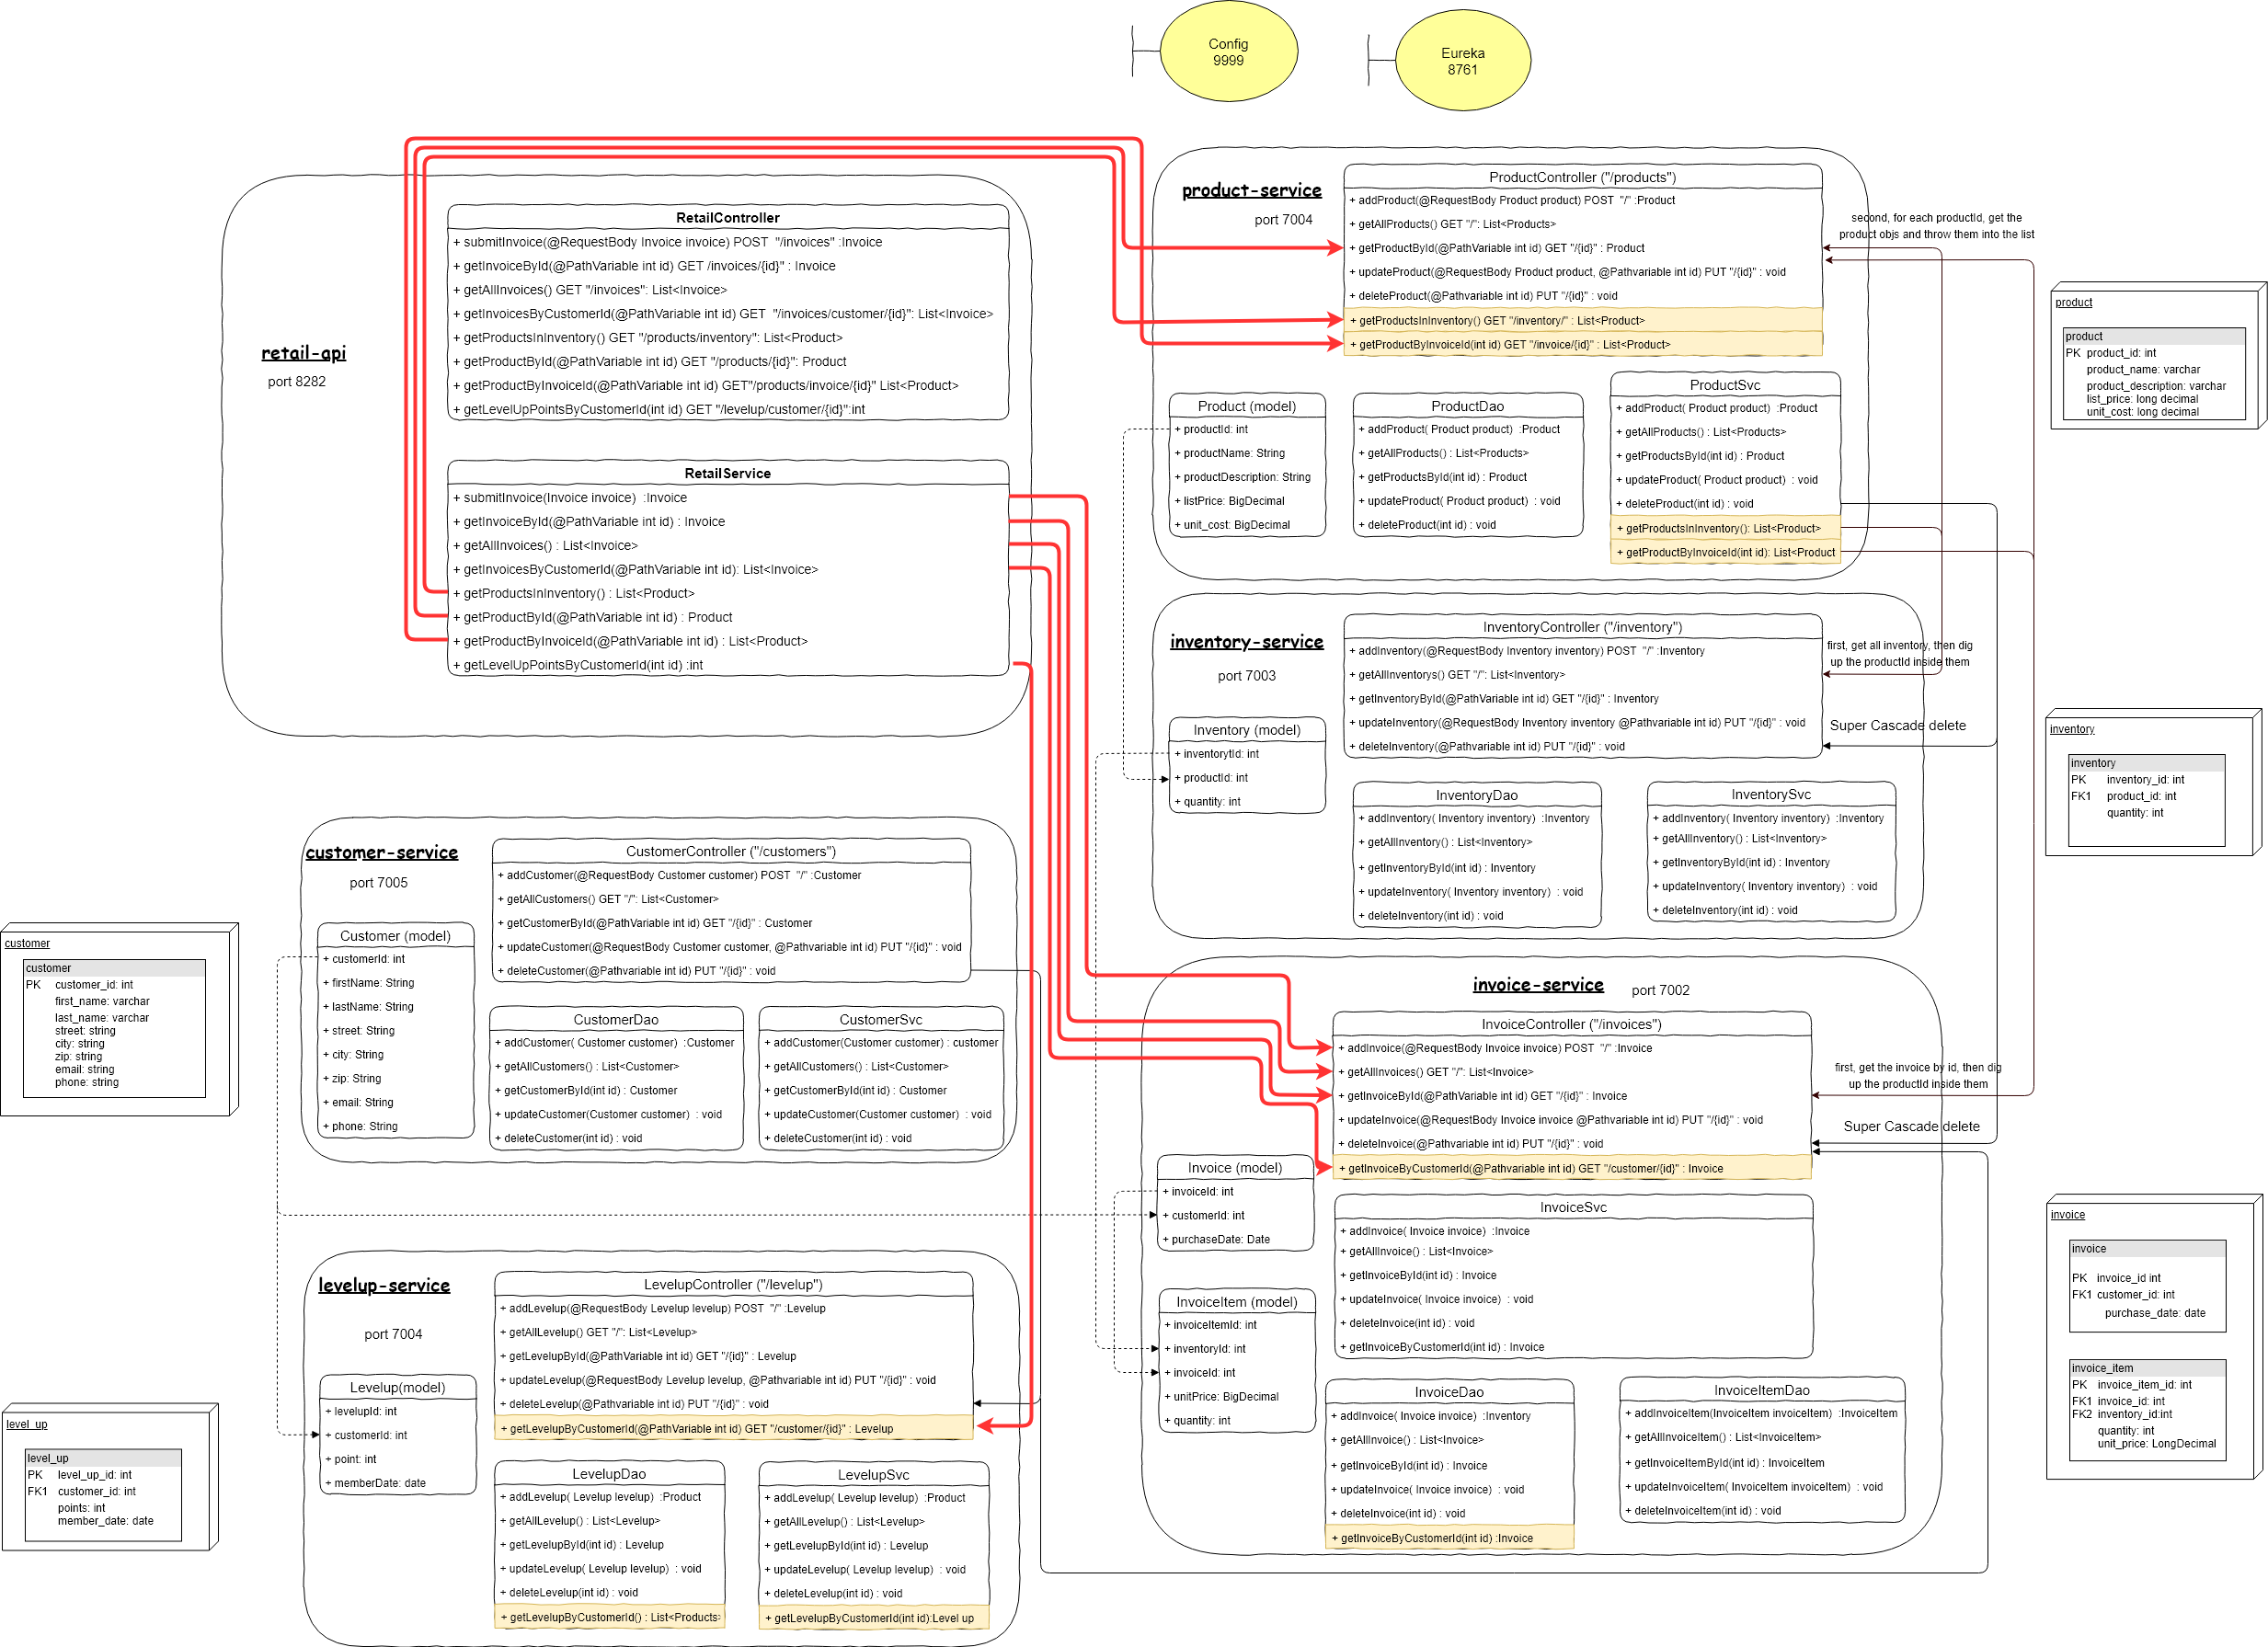 Config
9999
Eureka
8761
retail-api
port 8282
RetailController
+ submitInvoice(@RequestBody Invoice invoice) POST  "/invoices" :Invoice
+ getInvoiceById(@PathVariable int id) GET /invoices/{id}" : Invoice
+ getAllInvoices() GET "/invoices": List<Invoice>
+ getInvoicesByCustomerId(@PathVariable int id) GET  "/invoices/customer/{id}": List<Invoice>
+ getProductsInInventory() GET "/products/inventory": List<Product>
+ getProductById(@PathVariable int id) GET "/products/{id}": Product
+ getProductByInvoiceId(@PathVariable int id) GET"/products/invoice/{id}" List<Product>
+ getLevelUpPointsByCustomerId(int id) GET "/levelup/customer/{id}":int
RetailService
+ submitInvoice(Invoice invoice)  :Invoice
+ getInvoiceById(@PathVariable int id) : Invoice
+ getAllInvoices() : List<Invoice>
+ getInvoicesByCustomerId(@PathVariable int id): List<Invoice>
+ getProductsInInventory() : List<Product>
+ getProductById(@PathVariable int id) : Product
+ getProductByInvoiceId(@PathVariable int id) : List<Product>
+ getLevelUpPointsByCustomerId(int id) :int
product-service
port 7004
ProductController ("/products")
+ addProduct(@RequestBody Product product) POST  "/" :Product
+ getAllProducts() GET "/": List<Products>
+ getProductById(@PathVariable int id) GET "/{id}" : Product
+ updateProduct(@RequestBody Product product, @Pathvariable int id) PUT "/{id}" : void
+ deleteProduct(@Pathvariable int id) PUT "/{id}" : void
+ getProductsInInventory() GET "/inventory/" : List<Product>
+ getProductByInvoiceId(int id) GET "/invoice/{id}" : List<Product>
second, for each productId, get the
product objs and throw them into the list
Product (model)
+ productId: int
+ productName: String
+ productDescription: String
+ listPrice: BigDecimal
+ unit_cost: BigDecimal
ProductDao
+ addProduct( Product product)  :Product
+ getAllProducts() : List<Products>
+ getProductsById(int id) : Product
+ updateProduct( Product product)  : void
+ deleteProduct(int id) : void
ProductSvc
+ addProduct( Product product)  :Product
+ getAllProducts() : List<Products>
+ getProductsById(int id) : Product
+ updateProduct( Product product)  : void
+ deleteProduct(int id) : void
+ getProductsInInventory(): List<Product>
+ getProductByInvoiceId(int id): List<Product
product
product
PK  product_id: int
product_name: varchar
product_description: varchar
list_price: long decimal
unit_cost: long decimal
inventory-service
port 7003
InventoryController ("/inventory")
+ addInventory(@RequestBody Inventory inventory) POST  "/" :Inventory
+ getAllInventorys() GET "/": List<Inventory>
+ getInventoryById(@PathVariable int id) GET "/{id}" : Inventory
+ updateInventory(@RequestBody Inventory inventory @Pathvariable int id) PUT "/{id}" : void
+ deleteInventory(@Pathvariable int id) PUT "/{id}" : void
first, get all inventory, then dig
up the productId inside them
Super Cascade delete
Inventory (model)
+ inventorytId: int
+ productId: int
+ quantity: int
InventoryDao
+ addInventory( Inventory inventory)  :Inventory
+ getAllInventory() : List<Inventory>
+ getInventoryById(int id) : Inventory
+ updateInventory( Inventory inventory)  : void
+ deleteInventory(int id) : void
InventorySvc
+ addInventory( Inventory inventory)  :Inventory
+ getAllInventory() : List<Inventory>
+ getInventoryById(int id) : Inventory
+ updateInventory( Inventory inventory)  : void
+ deleteInventory(int id) : void
inventory
inventory
PK  inventory_id: int
FK1  product_id: int
quantity: int
customer-service
port 7005
CustomerController ("/customers")
+ addCustomer(@RequestBody Customer customer) POST  "/" :Customer
+ getAllCustomers() GET "/": List<Customer>
+ getCustomerById(@PathVariable int id) GET "/{id}" : Customer
+ updateCustomer(@RequestBody Customer customer, @Pathvariable int id) PUT "/{id}" : void
+ deleteCustomer(@Pathvariable int id) PUT "/{id}" : void
Customer (model)
+ customerId: int
+ firstName: String
+ lastName: String
+ street: String
+ city: String
+ zip: String
+ email: String
+ phone: String
CustomerDao
+ addCustomer( Customer customer)  :Customer
+ getAllCustomers() : List<Customer>
+ getCustomerById(int id) : Customer
+ updateCustomer(Customer customer)  : void
+ deleteCustomer(int id) : void
CustomerSvc
+ addCustomer(Customer customer) : customer
+ getAllCustomers() : List<Customer>
+ getCustomerById(int id) : Customer
+ updateCustomer(Customer customer)  : void
+ deleteCustomer(int id) : void
customer
customer
PK  customer_id: int
first_name: varchar
last_name: varchar
street: string
city: string
zip: string
email: string
phone: string
invoice-service
port 7002
InvoiceController ("/invoices")
+ addInvoice(@RequestBody Invoice invoice) POST  "/" :Invoice
+ getAllInvoices() GET "/": List<Invoice>
+ getInvoiceById(@PathVariable int id) GET "/{id}" : Invoice
+ updateInvoice(@RequestBody Invoice invoice @Pathvariable int id) PUT "/{id}" : void
+ deleteInvoice(@Pathvariable int id) PUT "/{id}" : void
+ getInvoiceByCustomerId(@Pathvariable int id) GET "/customer/{id}" : Invoice
first, get the invoice by id, then dig
up the productId inside them
Super Cascade delete
Invoice (model)
+ invoiceId: int
+ customerId: int
+ purchaseDate: Date
InvoiceSvc
+ addInvoice( Invoice invoice)  :Invoice
+ getAllInvoice() : List<Invoice>
+ getInvoiceById(int id) : Invoice
+ updateInvoice( Invoice invoice)  : void
+ deleteInvoice(int id) : void
+ getInvoiceByCustomerId(int id) : Invoice
InvoiceItem (model)
+ invoiceItemId: int
+ inventoryId: int
+ invoiceId: int
+ unitPrice: BigDecimal
+ quantity: int
InvoiceDao
+ addInvoice( Invoice invoice)  :Inventory
+ getAllInvoice() : List<Invoice>
+ getInvoiceById(int id) : Invoice
+ updateInvoice( Invoice invoice)  : void
+ deleteInvoice(int id) : void
+ getInvoiceByCustomerId(int id) :Invoice
InvoiceItemDao
+ addInvoiceItem(InvoiceItem invoiceItem)  :InvoiceItem
+ getAllInvoiceItem() : List<InvoiceItem>
+ getInvoiceItemById(int id) : InvoiceItem
+ updateInvoiceItem( InvoiceItem invoiceItem)  : void
+ deleteInvoiceItem(int id) : void
invoice
invoice
PK  invoice_id int
FK1  customer_id: int
purchase_date: date
invoice_item
PK  invoice_item_id: int
FK1  invoice_id: int
FK2  inventory_id:int
quantity: int
unit_price: LongDecimal
levelup-service
port 7004
LevelupController ("/levelup")
+ addLevelup(@RequestBody Levelup levelup) POST  "/" :Levelup
+ getAllLevelup() GET "/": List<Levelup>
+ getLevelupById(@PathVariable int id) GET "/{id}" : Levelup
+ updateLevelup(@RequestBody Levelup levelup, @Pathvariable int id) PUT "/{id}" : void
+ deleteLevelup(@Pathvariable int id) PUT "/{id}" : void
+ getLevelupByCustomerId(@PathVariable int id) GET "/customer/{id}" : Levelup
Levelup(model)
+ levelupId: int
+ customerId: int
+ point: int
+ memberDate: date
LevelupDao
+ addLevelup( Levelup levelup)  :Product
+ getAllLevelup() : List<Levelup>
+ getLevelupById(int id) : Levelup
+ updateLevelup( Levelup levelup)  : void
+ deleteLevelup(int id) : void
+ getLevelupByCustomerId() : List<Products>
LevelupSvc
+ addLevelup( Levelup levelup)  :Product
+ getAllLevelup() : List<Levelup>
+ getLevelupById(int id) : Levelup
+ updateLevelup( Levelup levelup)  : void
+ deleteLevelup(int id) : void
+ getLevelupByCustomerId(int id):Level up
level_up
level_up
PK  level_up_id: int
FK1  customer_id: int
points: int
member_date: date